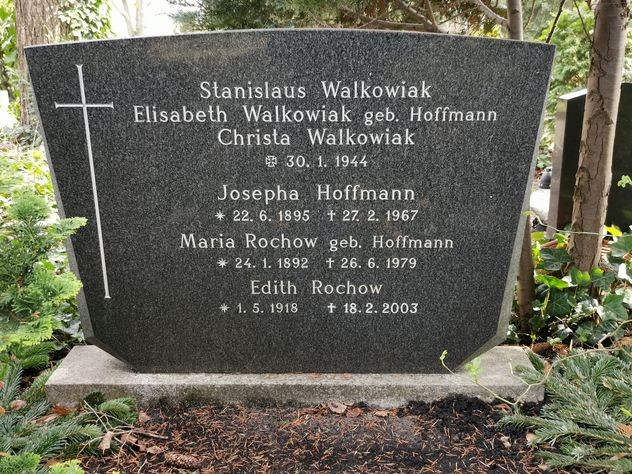 Stanislaus Walkowiak
Elisabeth Walkowiak geb. Hoffmann
Christa Walkowiak
✠ 30. 1. 1944
Josepha Hoffmann
* 22. 6. 1895 † 27. 2. 1967
Maria Rochow geb. Hoffmann
* 24. 1. 1892 † 26. 6. 1979
Edith Rochow
* 1. 5. 1918 † 18. 2. 2003